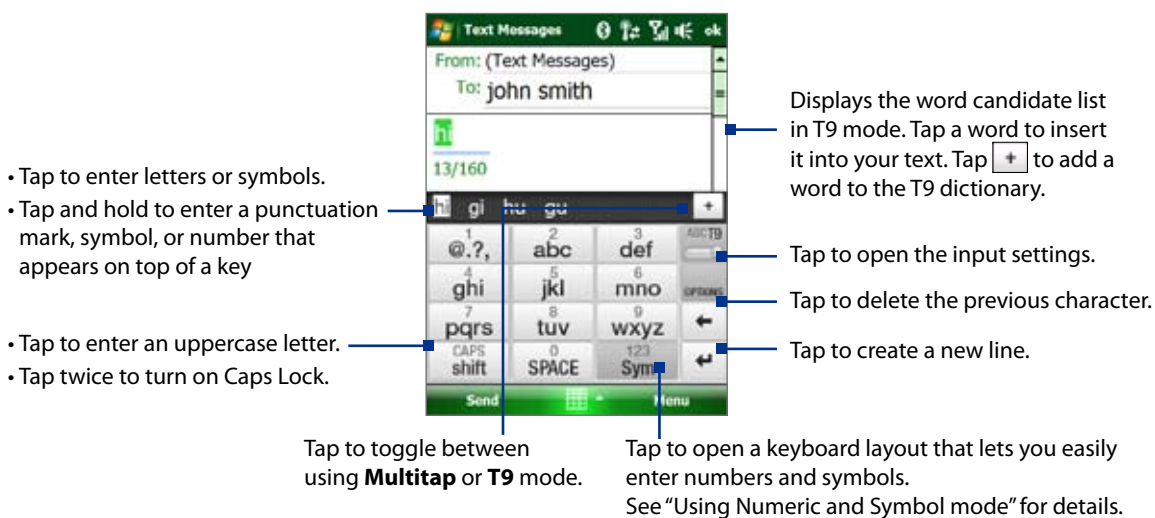 Text Messages ok
From: (Text Messages)
To: john smith
hi
13/160
hi gi hu gu +
1 2 3 ABC T9
@.?, abc def
4 5 6
ghi jkl mno OPTIONS
7 8 9
pqrs tuv wxyz
CAPS 0 123
shift SPACE Sym
Send Menu
• Tap to enter letters or symbols.
• Tap and hold to enter a punctuation
mark, symbol, or number that
appears on top of a key
• Tap to enter an uppercase letter.
• Tap twice to turn on Caps Lock.
Displays the word candidate list
in T9 mode. Tap a word to insert
it into your text. Tap + to add a
word to the T9 dictionary.
Tap to open the input settings.
Tap to delete the previous character.
Tap to create a new line.
Tap to toggle between
using Multitap or T9 mode.
Tap to open a keyboard layout that lets you easily
enter numbers and symbols.
See “Using Numeric and Symbol mode” for details.